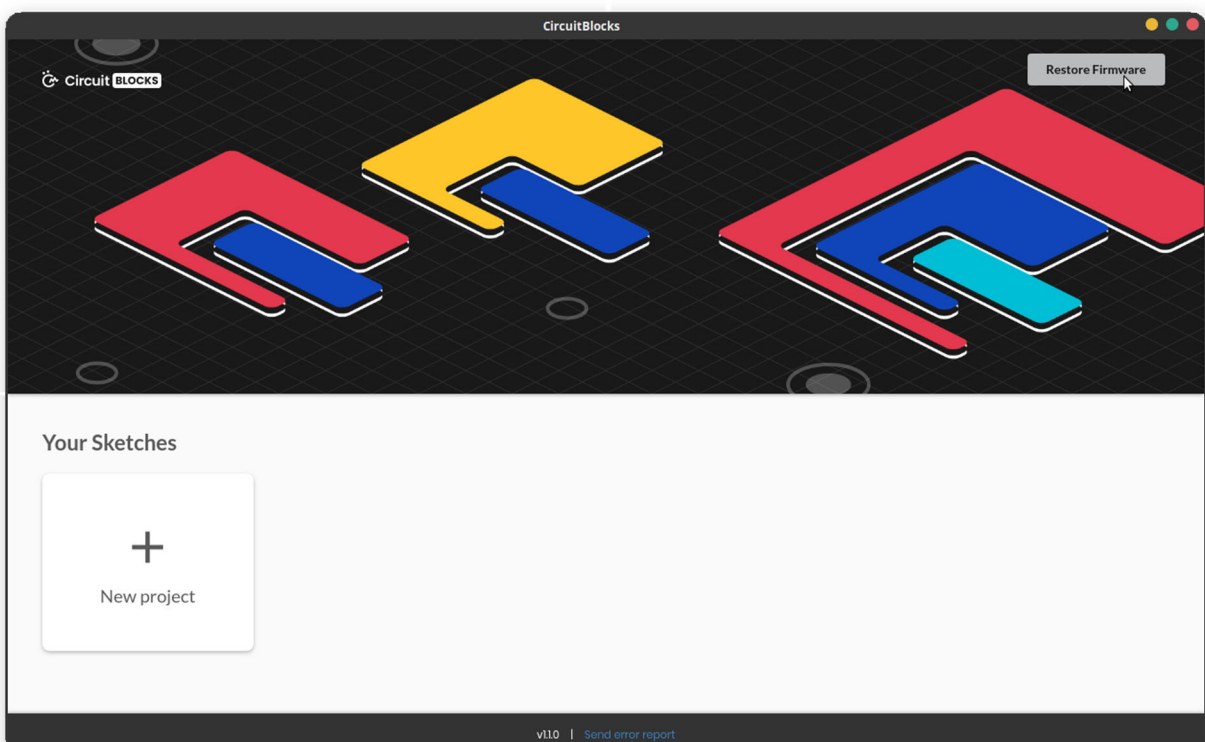 CircuitBlocks
Circuit BLOCKS
Restore Firmware
Your Sketches
New project
v1.1.0 | Send error report